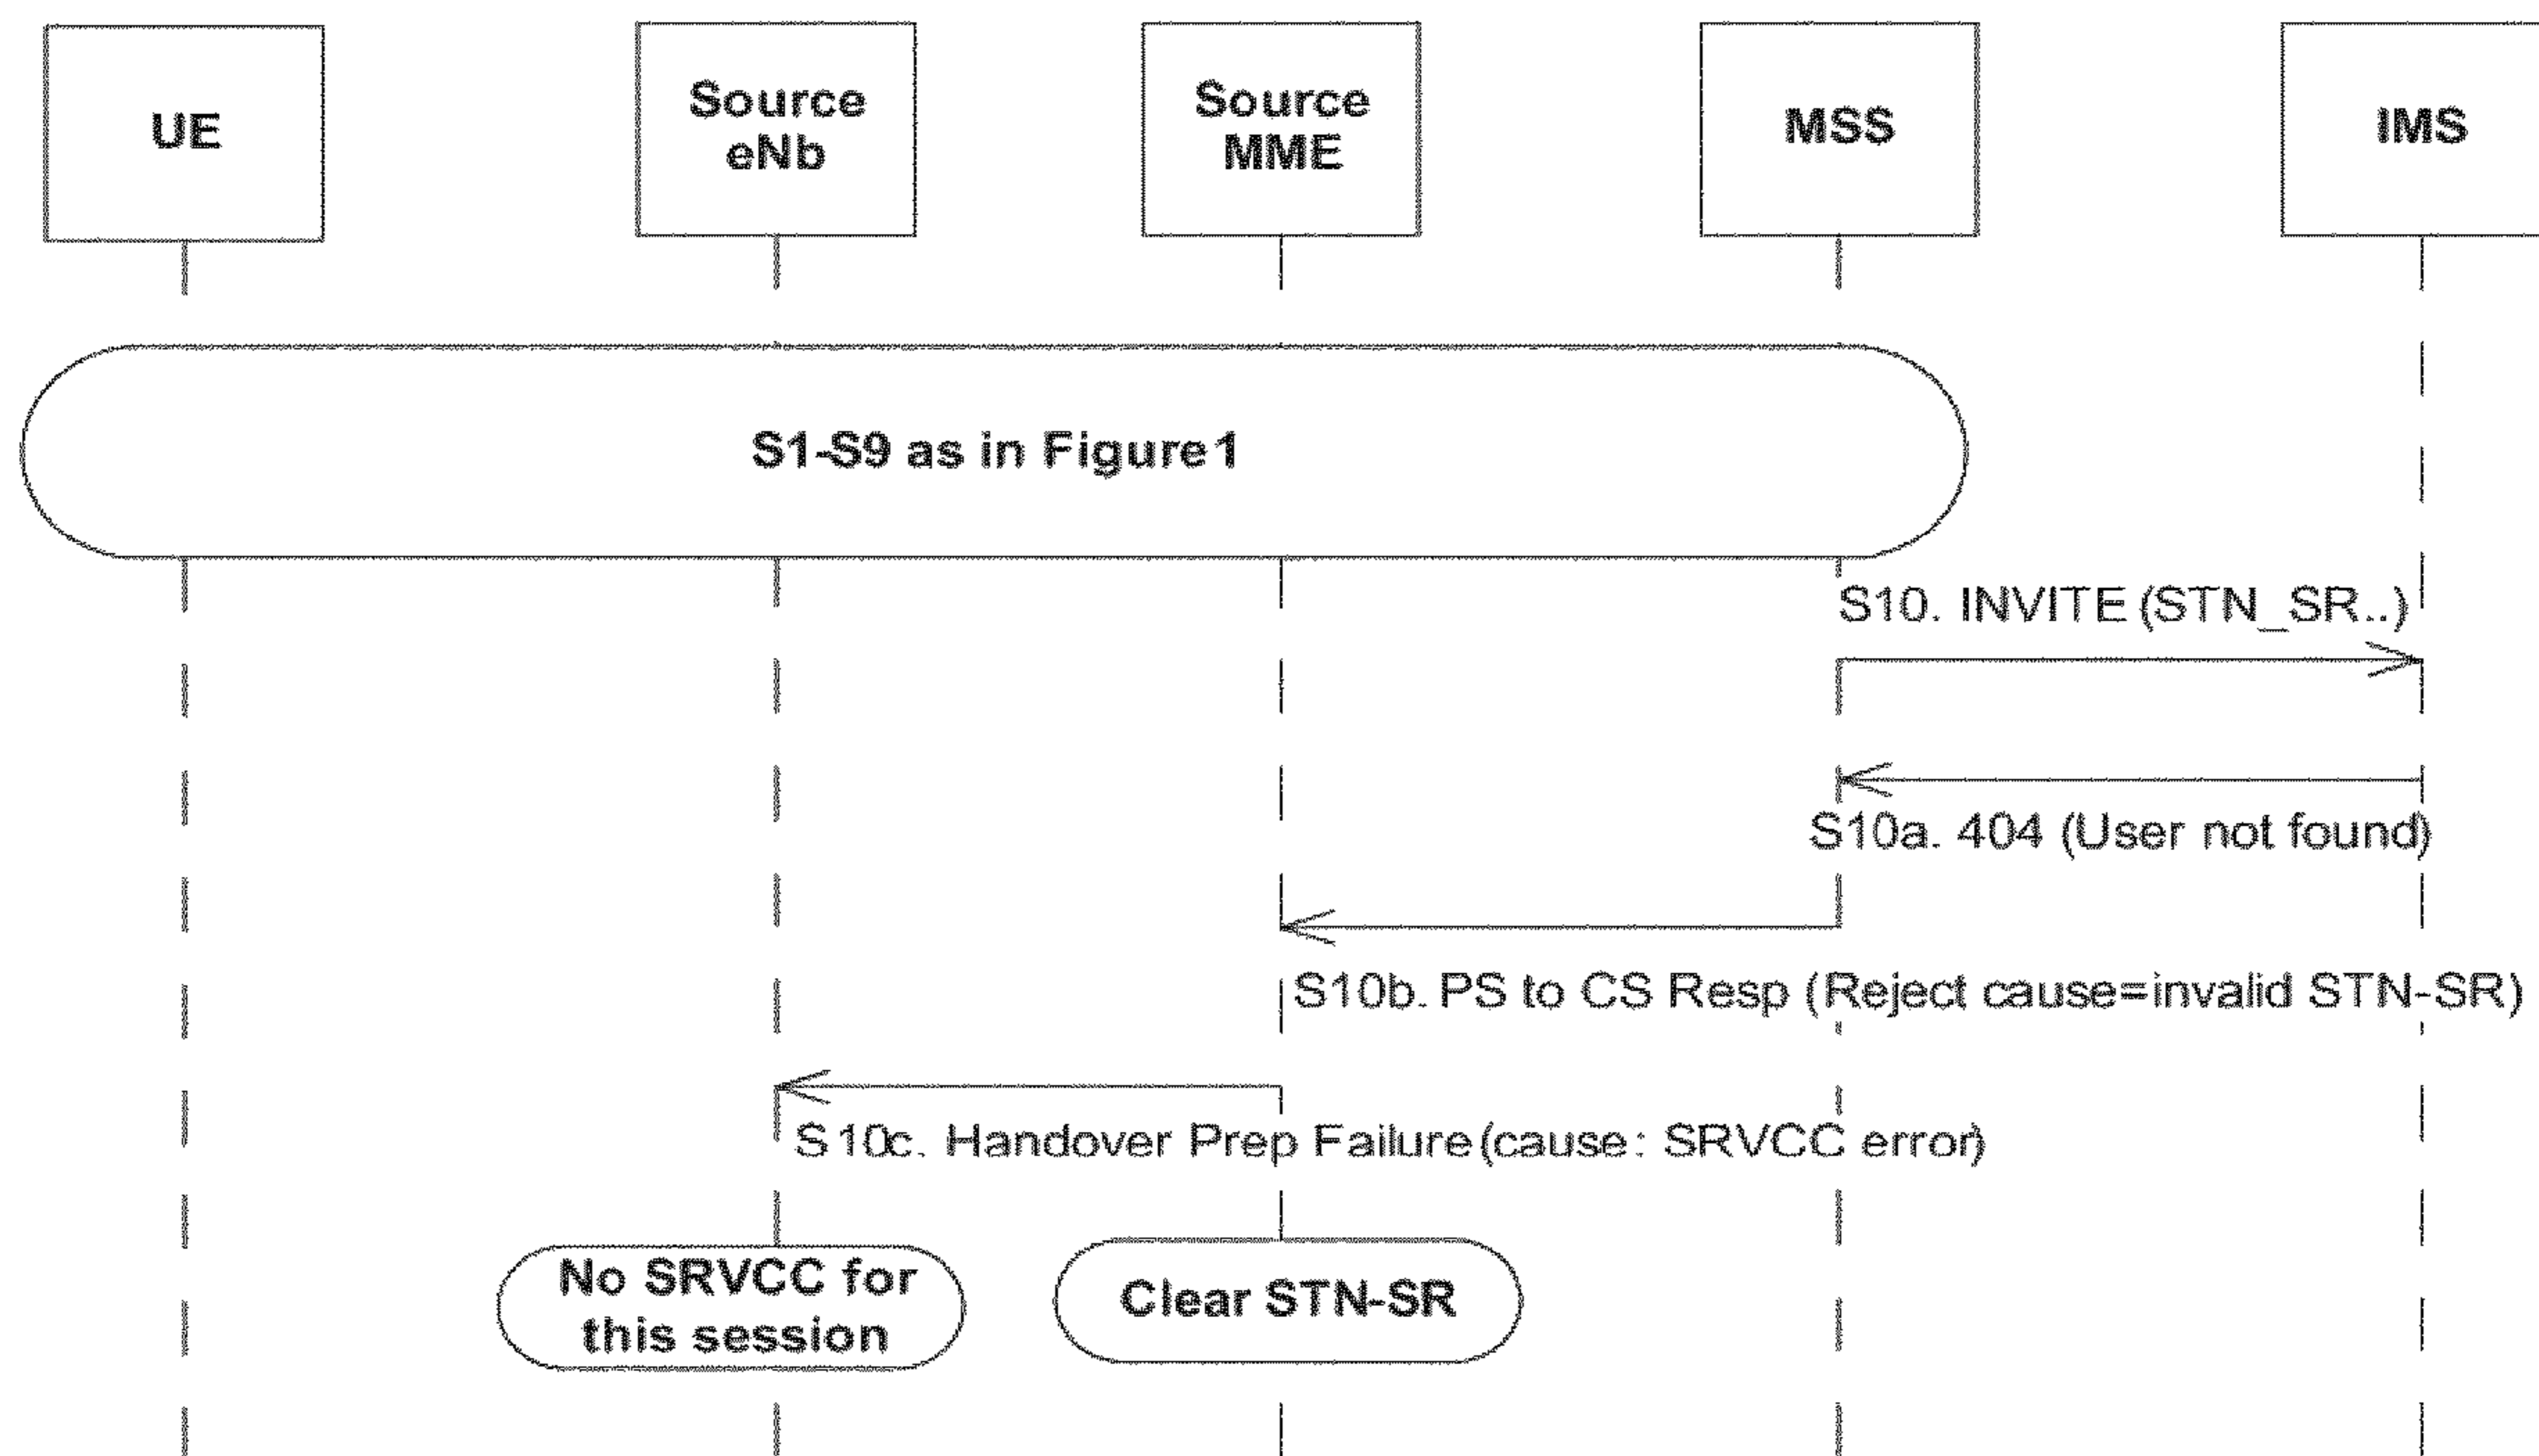 UE
Source
eNb
Source
MME
MSS
IMS
S1-S9 as in Figure1
S10. INVITE (STN_SR..)
S10a. 404 (User not found)
S10b. PS to CS Resp (Reject cause=invalid STN-SR)
S10c. Handover Prep Failure (cause: SRVCC error)
No SRVCC for
this session
Clear STN-SR